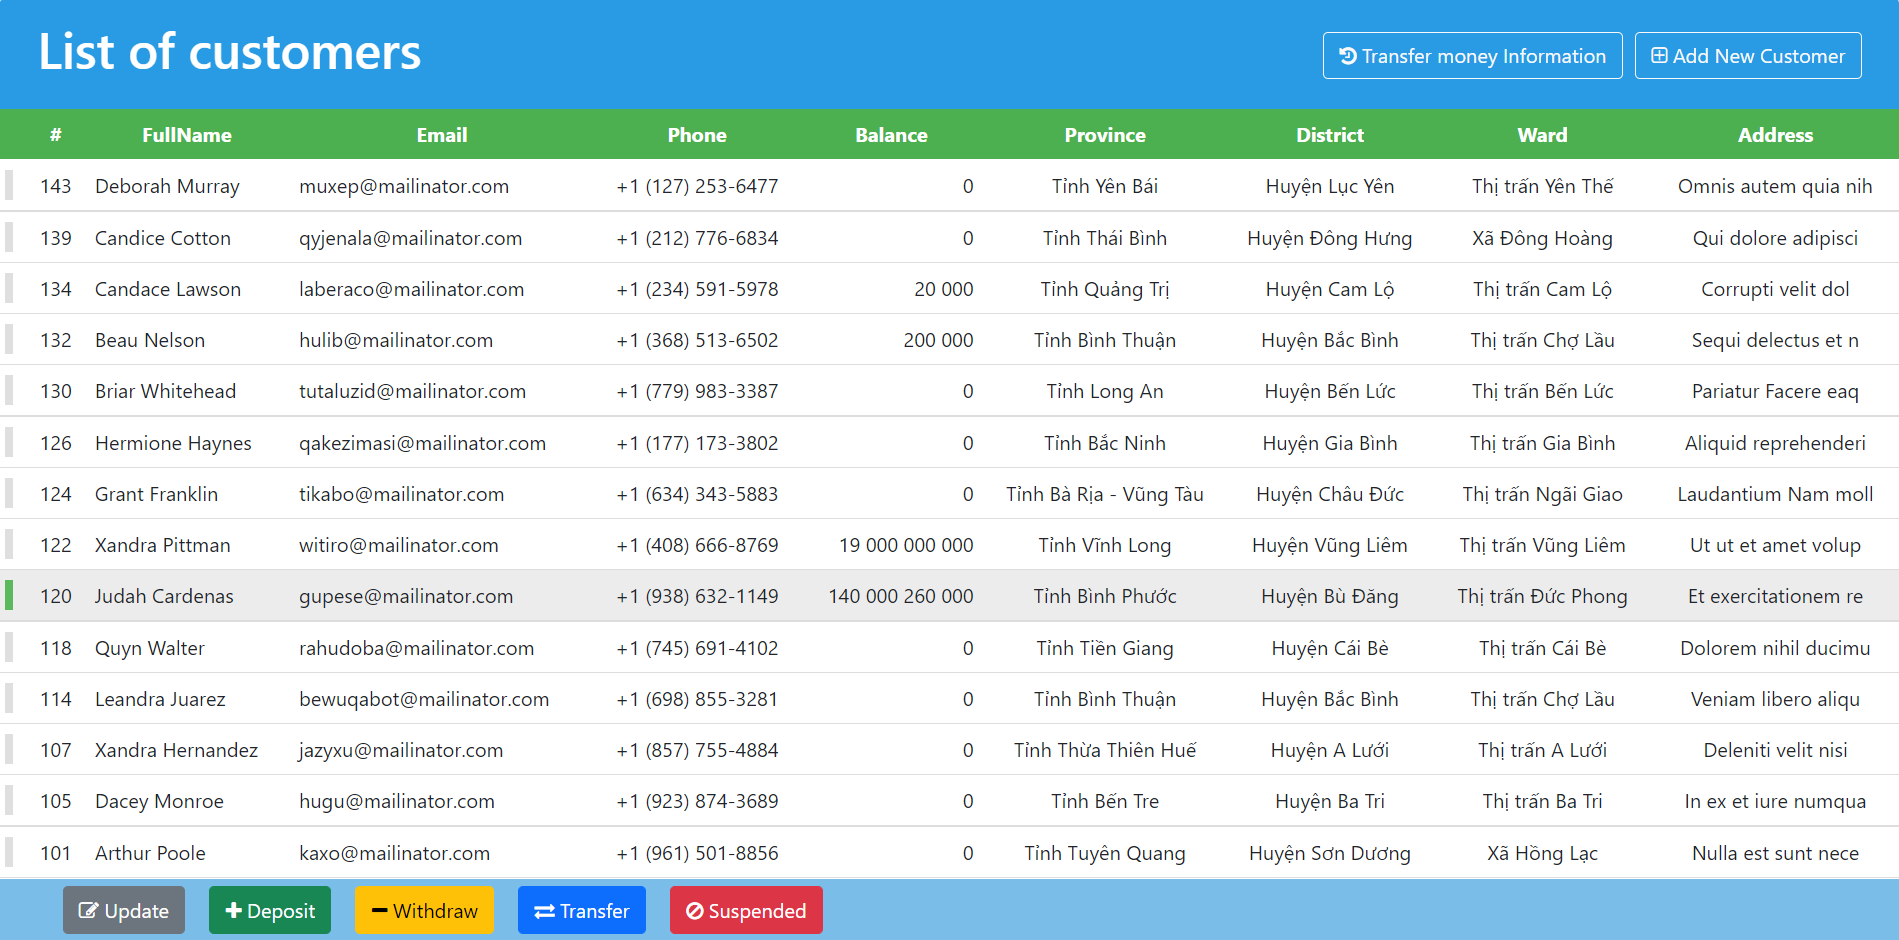 List of customers
Transfer money Information Add New Customer
# FullName Email Phone Balance Province District Ward Address
143 Deborah Murray muxep@mailinator.com +1 (127) 253-6477 0 Tỉnh Yên Bái Huyện Lục Yên Thị trấn Yên Thế Omnis autem quia nih
139 Candice Cotton qyjenala@mailinator.com +1 (212) 776-6834 0 Tỉnh Thái Bình Huyện Đông Hưng Xã Đông Hoàng Qui dolore adipisci
134 Candace Lawson laberaco@mailinator.com +1 (234) 591-5978 20 000 Tỉnh Quảng Trị Huyện Cam Lộ Thị trấn Cam Lộ Corrupti velit dol
132 Beau Nelson hulib@mailinator.com +1 (368) 513-6502 200 000 Tỉnh Bình Thuận Huyện Bắc Bình Thị trấn Chợ Lầu Sequi delectus et n
130 Briar Whitehead tutaluzid@mailinator.com +1 (779) 983-3387 0 Tỉnh Long An Huyện Bến Lức Thị trấn Bến Lức Pariatur Facere eaq
126 Hermione Haynes qakezimasi@mailinator.com +1 (177) 173-3802 0 Tỉnh Bắc Ninh Huyện Gia Bình Thị trấn Gia Bình Aliquid reprehenderi
124 Grant Franklin tikabo@mailinator.com +1 (634) 343-5883 0 Tỉnh Bà Rịa - Vũng Tàu Huyện Châu Đức Thị trấn Ngãi Giao Laudantium Nam moll
122 Xandra Pittman witiro@mailinator.com +1 (408) 666-8769 19 000 000 000 Tỉnh Vĩnh Long Huyện Vũng Liêm Thị trấn Vũng Liêm Ut ut et amet volup
120 Judah Cardenas gupese@mailinator.com +1 (938) 632-1149 140 000 260 000 Tỉnh Bình Phước Huyện Bù Đăng Thị trấn Đức Phong Et exercitationem re
118 Quyn Walter rahudoba@mailinator.com +1 (745) 691-4102 0 Tỉnh Tiền Giang Huyện Cái Bè Thị trấn Cái Bè Dolorem nihil ducimu
114 Leandra Juarez bewuqabot@mailinator.com +1 (698) 855-3281 0 Tỉnh Bình Thuận Huyện Bắc Bình Thị trấn Chợ Lầu Veniam libero aliqu
107 Xandra Hernandez jazyxu@mailinator.com +1 (857) 755-4884 0 Tỉnh Thừa Thiên Huế Huyện A Lưới Thị trấn A Lưới Deleniti velit nisi
105 Dacey Monroe hugu@mailinator.com +1 (923) 874-3689 0 Tỉnh Bến Tre Huyện Ba Tri Thị trấn Ba Tri In ex et iure numqua
101 Arthur Poole kaxo@mailinator.com +1 (961) 501-8856 0 Tỉnh Tuyên Quang Huyện Sơn Dương Xã Hồng Lạc Nulla est sunt nece
Update Deposit Withdraw Transfer Suspended